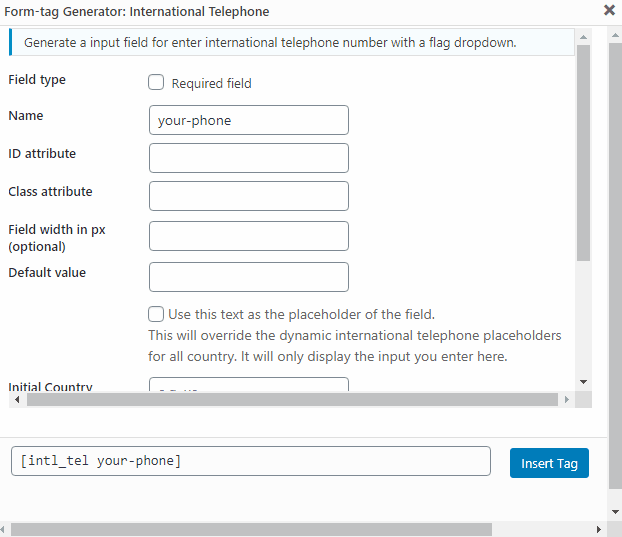 Form-tag Generator: International Telephone
Generate a input field for enter international telephone number with a flag dropdown.
Field type
Required field
Name
your-phone
ID attribute
Class attribute
Field width in px
(optional)
Default value
Use this text as the placeholder of the field.
This will override the dynamic international telephone placeholders
for all country. It will only display the input you enter here.
Initial Country
[intl_tel your-phone]
Insert Tag